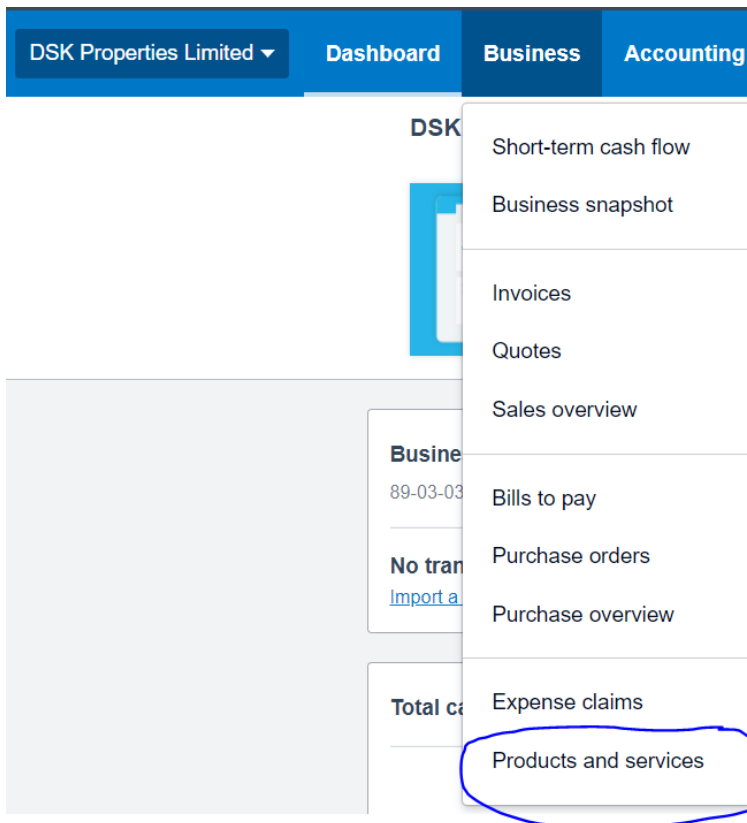 DSK Properties Limited Dashboard Business Accounting
DSK
Short-term cash flow
Business snapshot
Invoices
Quotes
Sales overview
Busine
89-03-03
Bills to pay
Purchase orders
No tran
Import a
Purchase overview
Expense claims
Total ca
Products and services